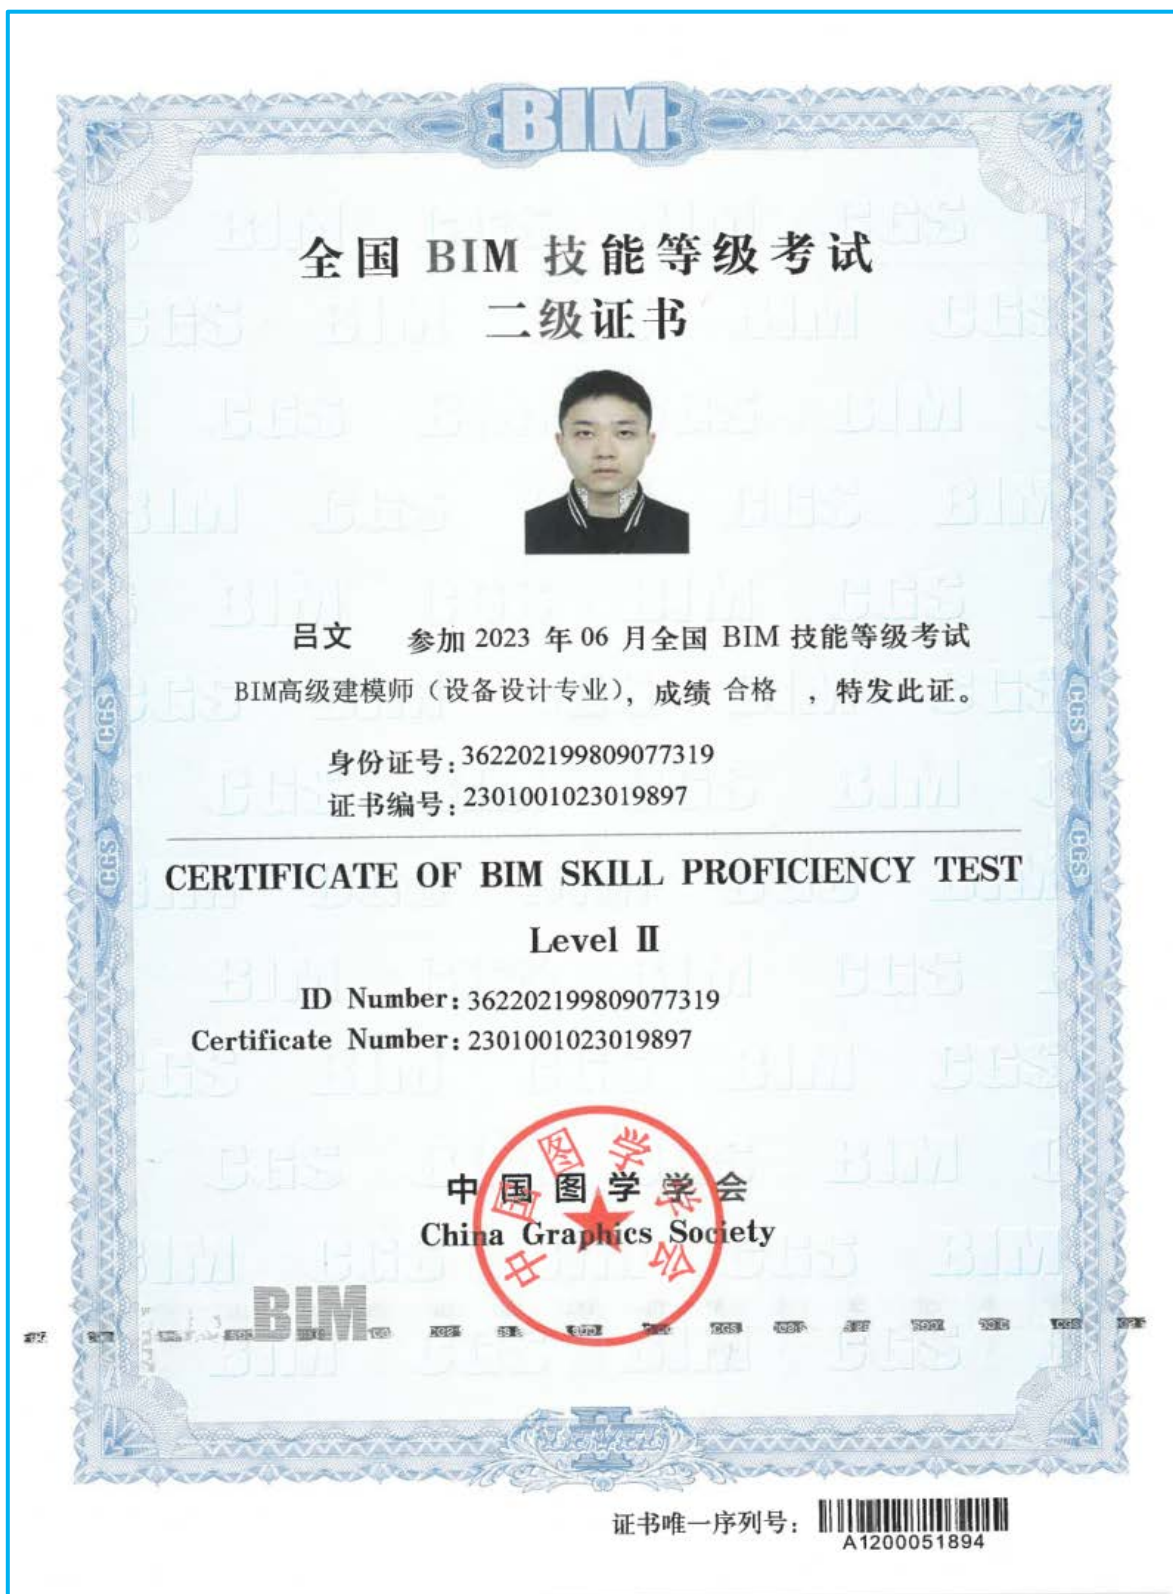 BIM
全国 BIM 技能等级考试
二级证书
吕文 参加 2023 年 06 月全国 BIM 技能等级考试
BIM高级建模师（设备设计专业），成绩 合格 ，特发此证。
身份证号：362202199809077319
证书编号：2301001023019897
CERTIFICATE OF BIM SKILL PROFICIENCY TEST
Level Ⅱ
ID Number: 362202199809077319
Certificate Number: 2301001023019897
中国图学学会
中国图学学会
China Graphics Society
BIM
CGS
CGS
CGS
CGS
证书唯一序列号：
A1200051894